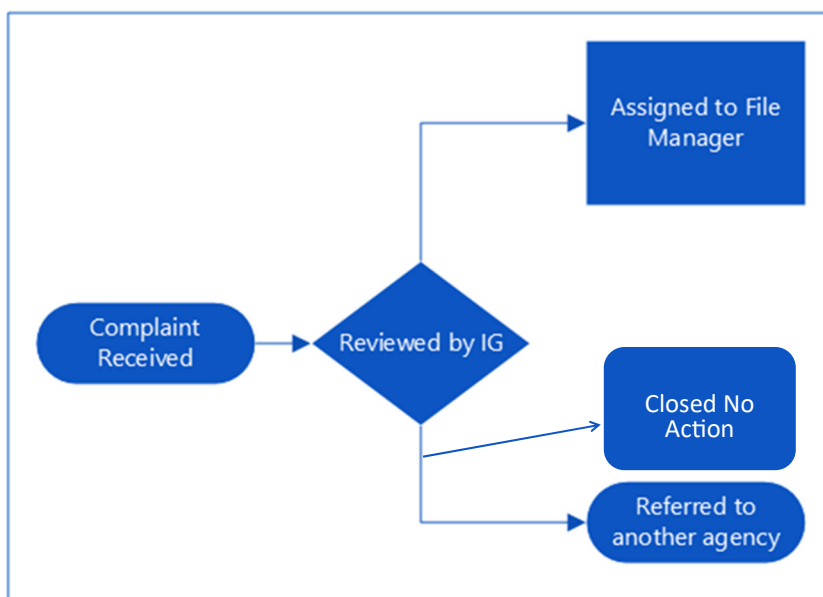 Assigned to File
Manager
Complaint
Received
Reviewed by IG
Closed No
Action
Referred to
another agency